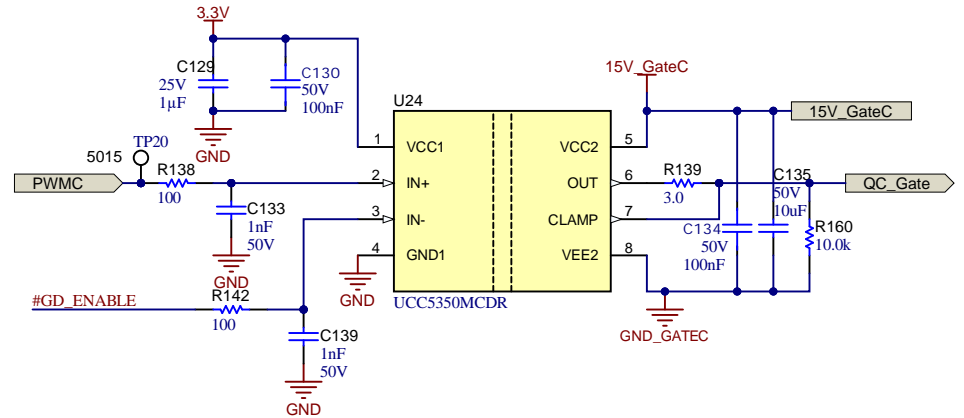 3.3V
C129
25V
1µF
C130
50V
100nF
GND
15V_GateC
15V_GateC
U24
1
VCC1
VCC2
5
5015
TP20
PWMC
R138
100
2
IN+
OUT
6
R139
3.0
C135
50V
10uF
QC_Gate
C133
1nF
50V
GND
3
IN-
CLAMP
7
C134
50V
100nF
R160
10.0k
4
GND1
VEE2
8
GND
UCC5350MCDR
GND_GATEC
#GD_ENABLE
R142
100
C139
1nF
50V
GND